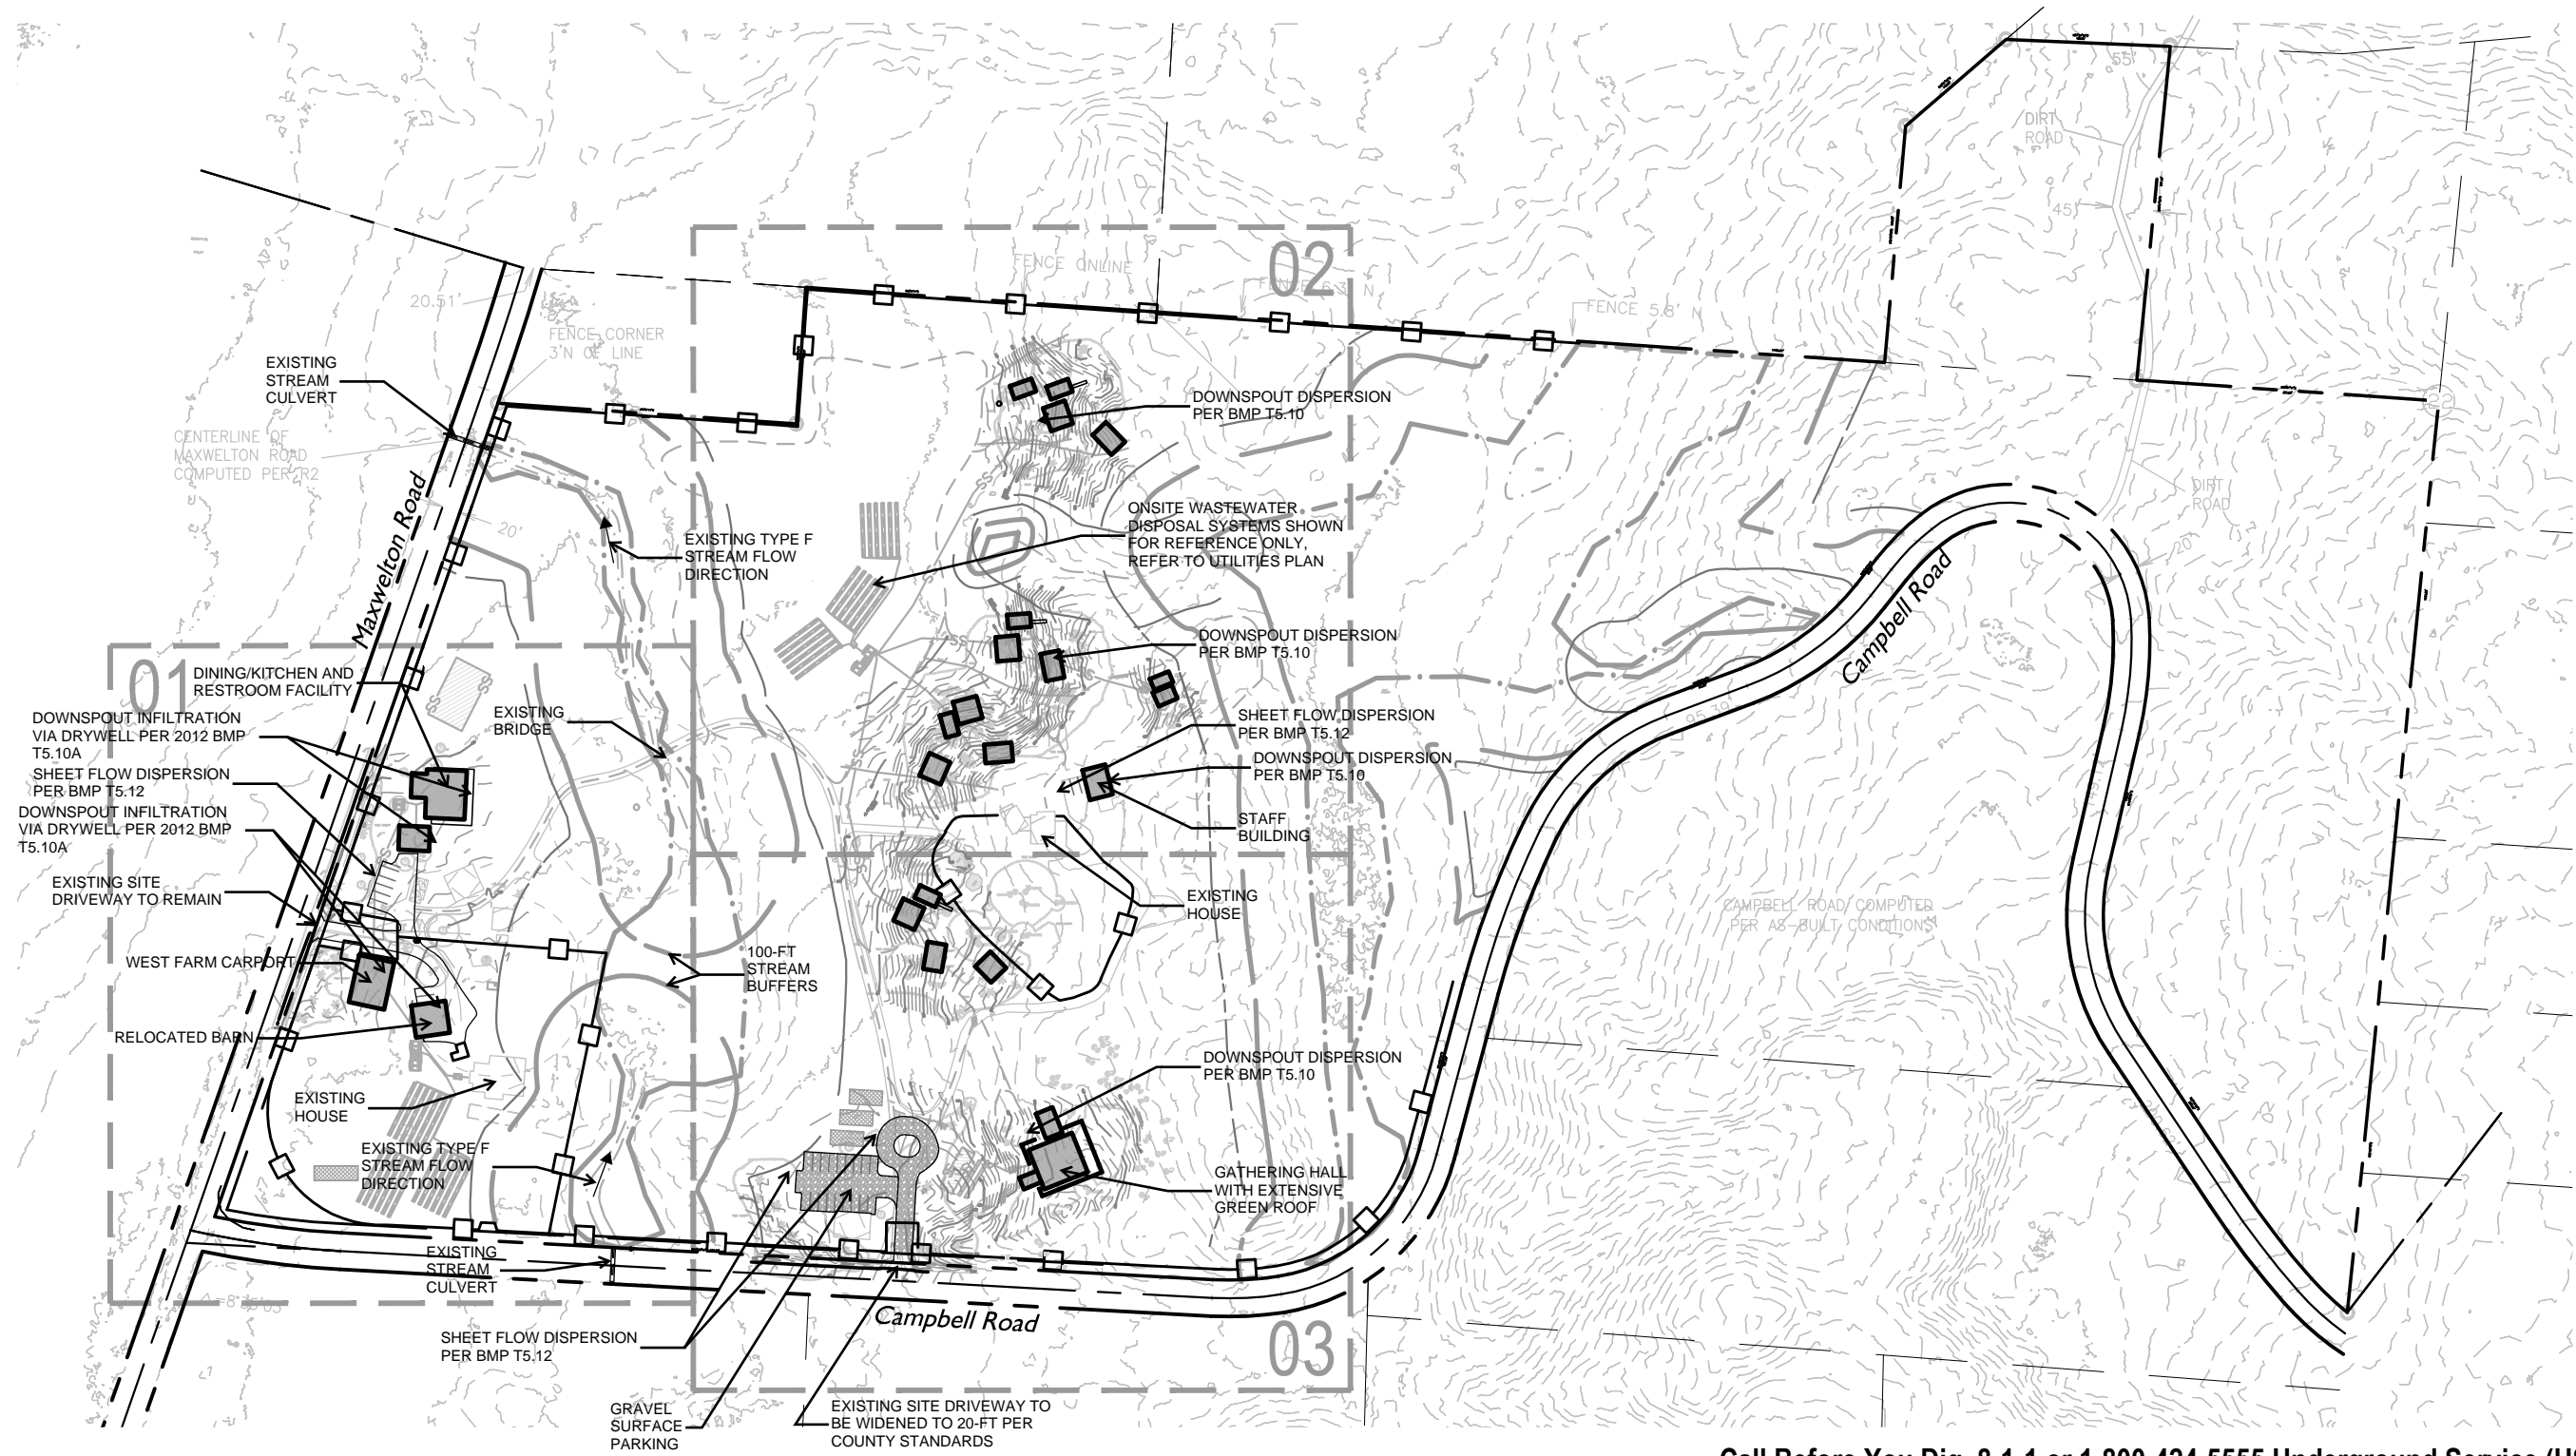 55'
DIRT
ROAD
45'
02
FENCE ONLINE
20.51'
FENCE CORNER
3'N OF LINE
FENCE 5.8' N
EXISTING
STREAM
CULVERT
DOWNSPOUT DISPERSION
PER BMP T5.10
CENTERLINE OF
MAXWELTON ROAD
COMPUTED PER R2
Maxwelton Road
20'
SS
ONSITE WASTEWATER
DISPOSAL SYSTEMS SHOWN
FOR REFERENCE ONLY,
REFER TO UTILITIES PLAN
EXISTING TYPE F
STREAM FLOW
DIRECTION
DIRT
ROAD
20'
Campbell Road
01
DINING/KITCHEN AND
RESTROOM FACILITY
SS
SS
DOWNSPOUT DISPERSION
PER BMP T5.10
DOWNSPOUT INFILTRATION
VIA DRYWELL PER 2012 BMP
T5.10A
EXISTING
BRIDGE
SHEET FLOW DISPERSION
PER BMP T5.12
DOWNSPOUT DISPERSION
PER BMP T5.10
SHEET FLOW DISPERSION
PER BMP T5.12
DOWNSPOUT INFILTRATION
VIA DRYWELL PER 2012 BMP
T5.10A
STAFF
BUILDING
EXISTING SITE
DRIVEWAY TO REMAIN
EXISTING
HOUSE
CAMPBELL ROAD COMPUTED
PER AS-BUILT CONDITIONS
WEST FARM CARPORT
100-FT
STREAM
BUFFERS
RELOCATED BARN
DOWNSPOUT DISPERSION
PER BMP T5.10
EXISTING
HOUSE
EXISTING TYPE F
STREAM FLOW
DIRECTION
GATHERING HALL
WITH EXTENSIVE
GREEN ROOF
EXISTING
STREAM
CULVERT
Campbell Road
SHEET FLOW DISPERSION
PER BMP T5.12
03
GRAVEL
SURFACE
PARKING
EXISTING SITE DRIVEWAY TO
BE WIDENED TO 20-FT PER
COUNTY STANDARDS